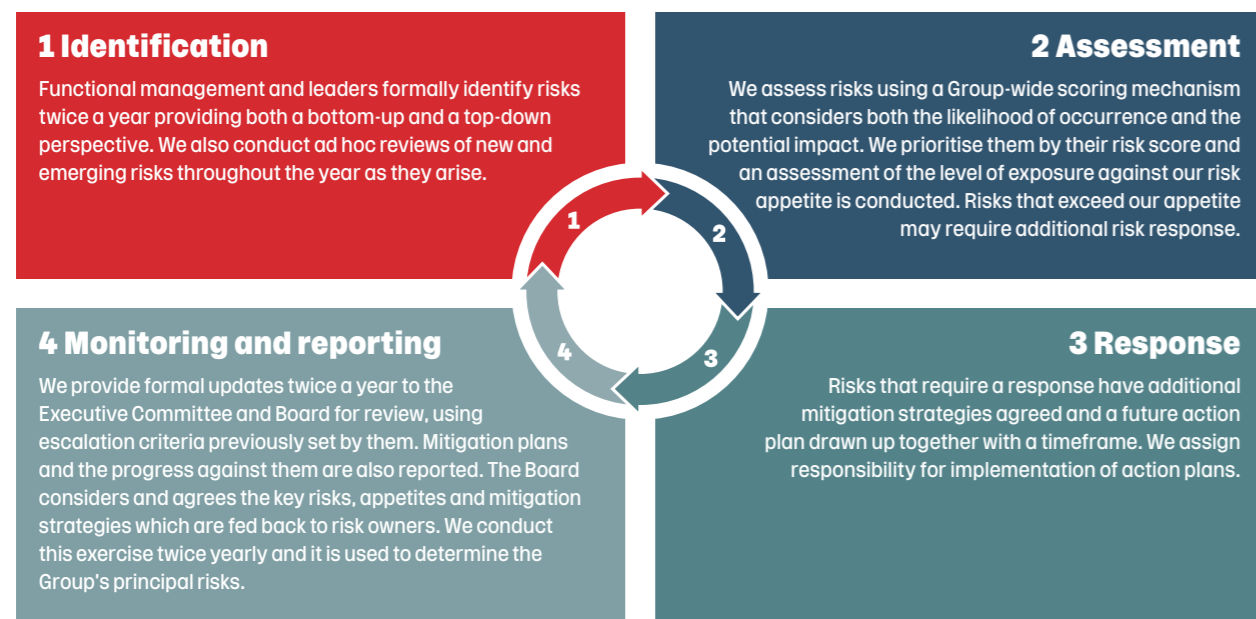 1 Identification
Functional management and leaders formally identify risks
twice a year providing both a bottom-up and a top-down
perspective. We also conduct ad hoc reviews of new and
emerging risks throughout the year as they arise.
2 Assessment
We assess risks using a Group-wide scoring mechanism
that considers both the likelihood of occurrence and the
potential impact. We prioritise them by their risk score and
an assessment of the level of exposure against our risk
appetite is conducted. Risks that exceed our appetite
may require additional risk response.
1
2
3
4
3 Response
Risks that require a response have additional
mitigation strategies agreed and a future action
plan drawn up together with a timeframe. We assign
responsibility for implementation of action plans.
4 Monitoring and reporting
We provide formal updates twice a year to the
Executive Committee and Board for review, using
escalation criteria previously set by them. Mitigation plans
and the progress against them are also reported. The Board
considers and agrees the key risks, appetites and mitigation
strategies which are fed back to risk owners. We conduct
this exercise twice yearly and it is used to determine the
Group's principal risks.